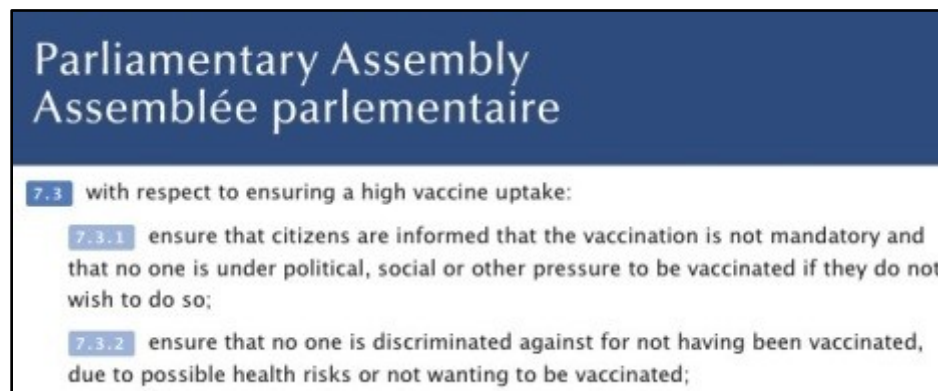 Parliamentary Assembly
Assemblée parlementaire
7.3 with respect to ensuring a high vaccine uptake:
7.3.1 ensure that citizens are informed that the vaccination is not mandatory and
that no one is under political, social or other pressure to be vaccinated if they do not
wish to do so;
7.3.2 ensure that no one is discriminated against for not having been vaccinated,
due to possible health risks or not wanting to be vaccinated;